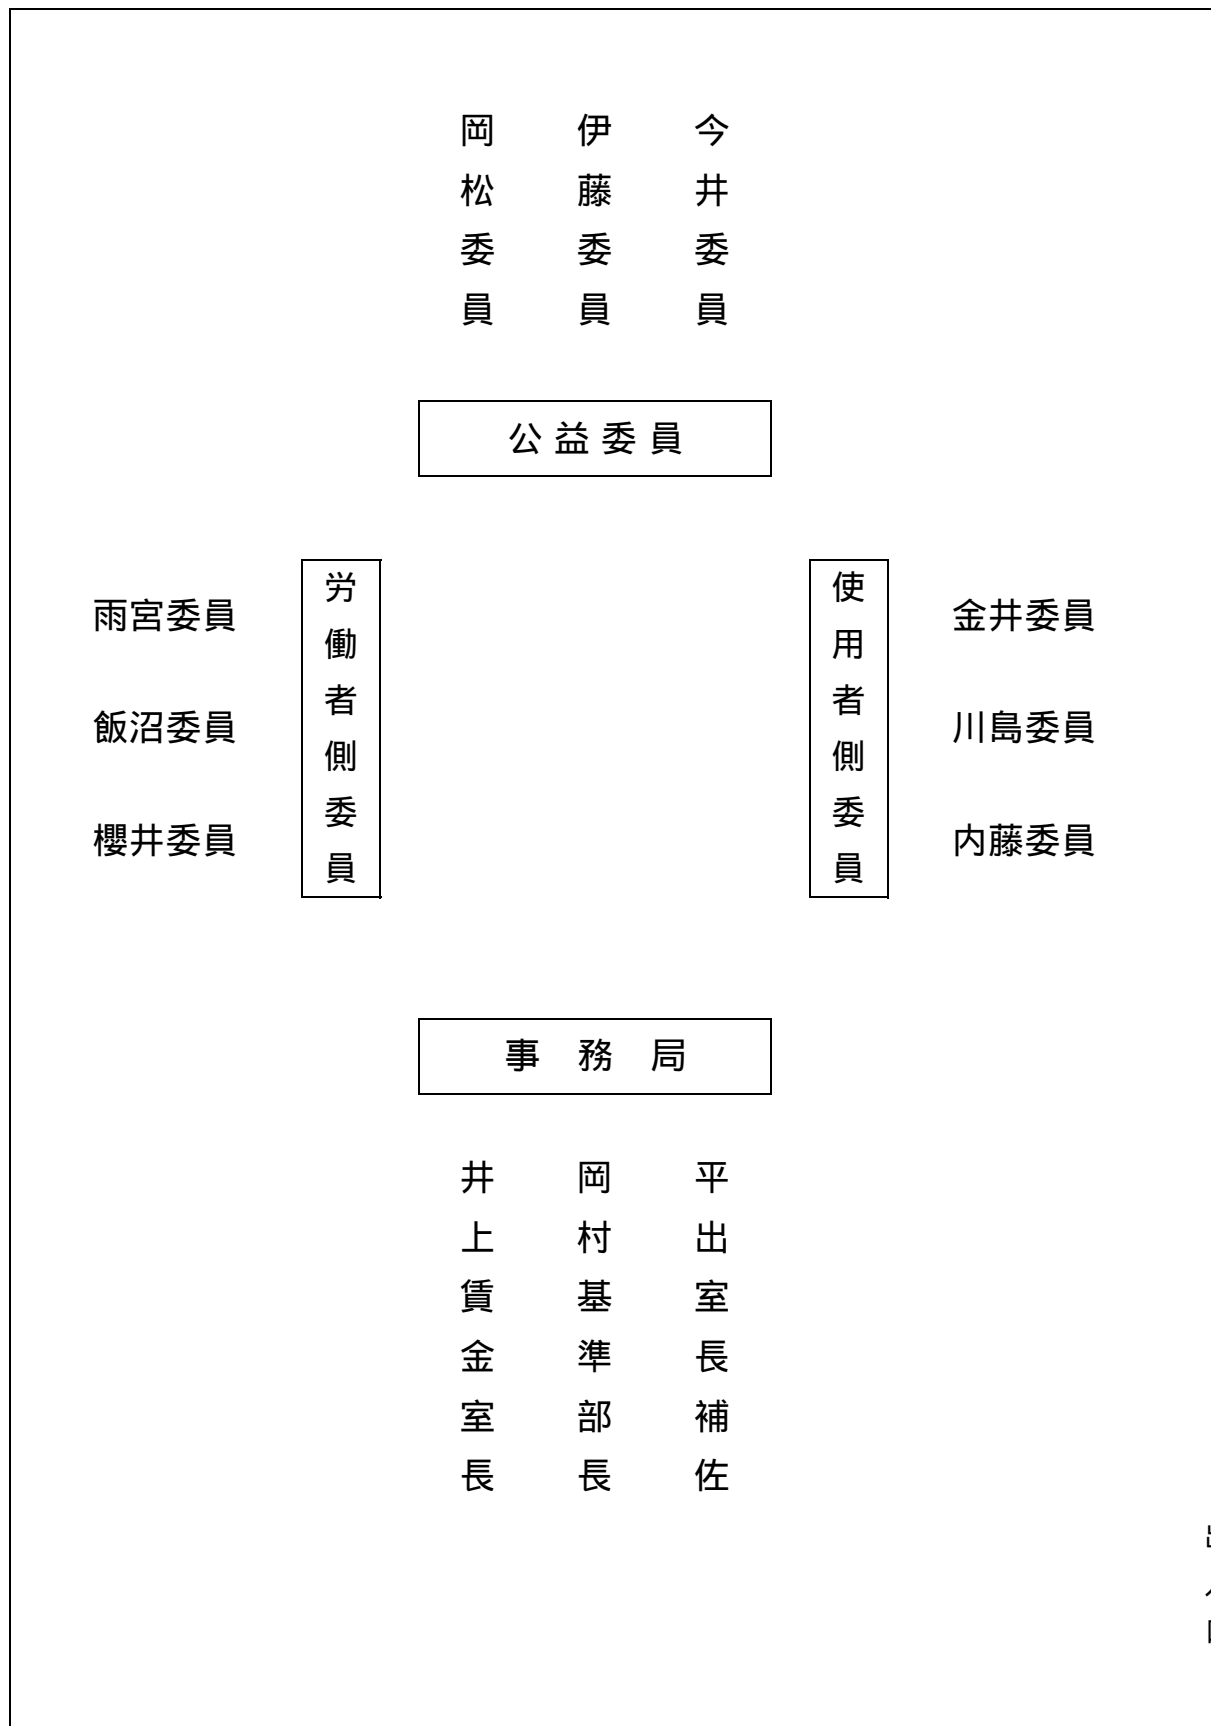 今井委員
伊藤委員
岡松委員
公益委員
労働者側委員
使用者側委員
雨宮委員
飯沼委員
櫻井委員
金井委員
川島委員
内藤委員
事務局
平出室長補佐
岡村基準部長
井上賃金室長